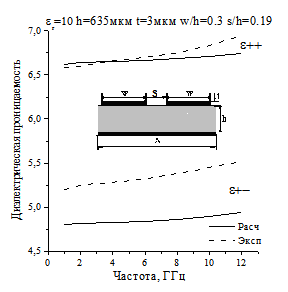 ε =10 h=635мкм t=3мкм w/h=0.3 s/h=0.19
Диэлектрическая проницаемость
7,0
6,5
6,0
5,5
5,0
4,5
ε++
w
S
w
t
h
ε+−
Расч
Эксп
0 2 4 6 8 10 12 14
Частота, ГГц